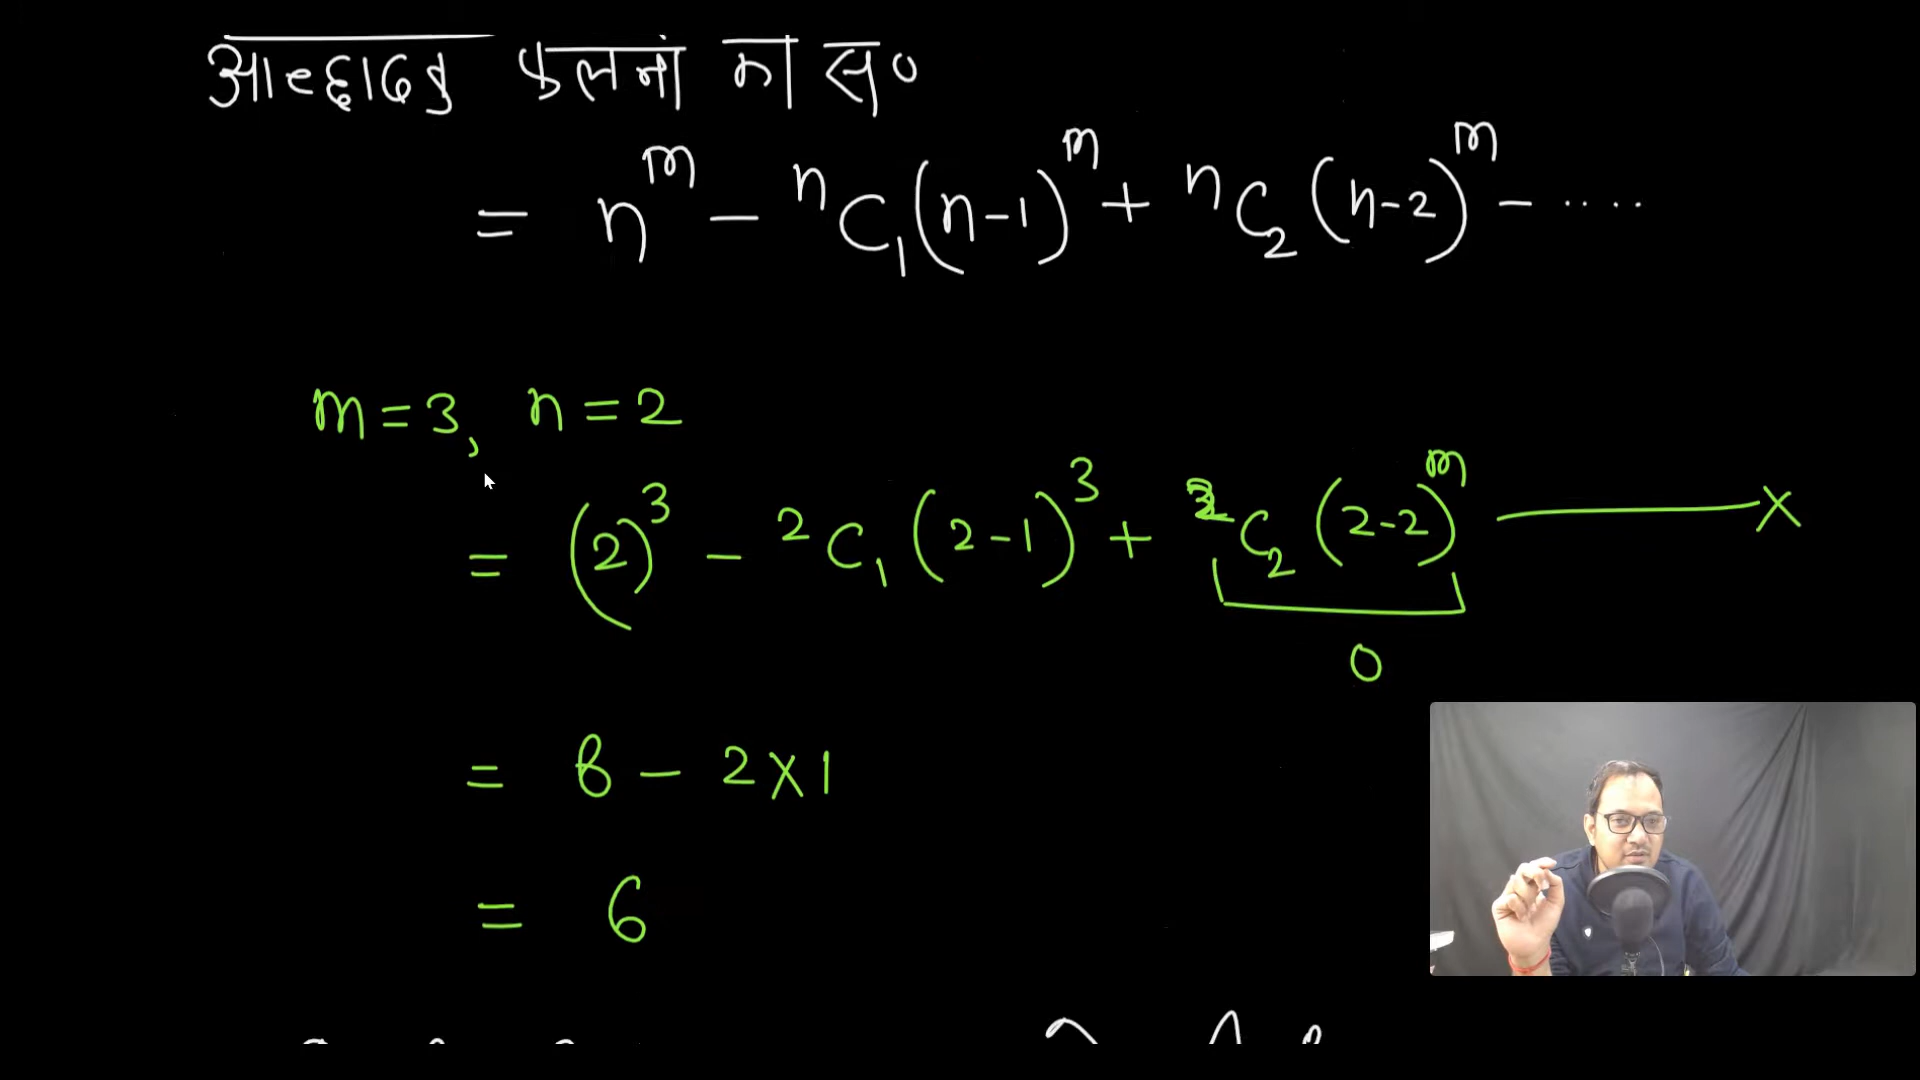 आच्छादक फलनों की सं०
= n^m - ⁿC₁(n-1)^m + ⁿC₂(n-2)^m - .....
m = 3, n = 2
= (2)³ - ²C₁(2-1)³ + ²C₂(2-2)^m ——— X
0
= 8 - 2×1
= 6